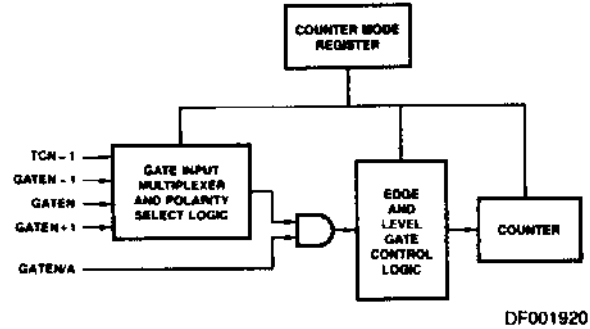 COUNTER MODE
REGISTER
TCN - 1
GATEN - 1
GATEN
GATEN + 1
GATEN/A
GATE INPUT
MULTIPLEXER
AND POLARITY
SELECT LOGIC
EDGE
AND
LEVEL
GATE
CONTROL
LOGIC
COUNTER
DF001920